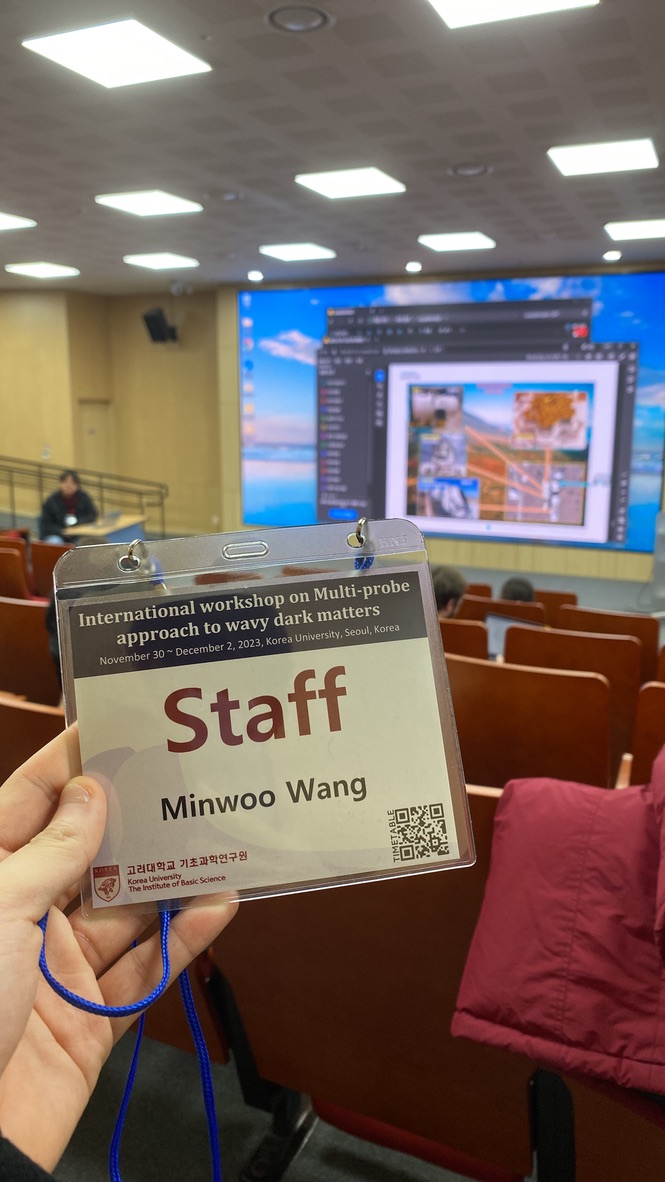 International workshop on Multi-probe
approach to wavy dark matters
November 30 ~ December 2, 2023, Korea University, Seoul, Korea
Staff
Minwoo Wang
TIMETABLE
KOREA
고려대학교 기초과학연구원
Korea University
The Institute of Basic Science